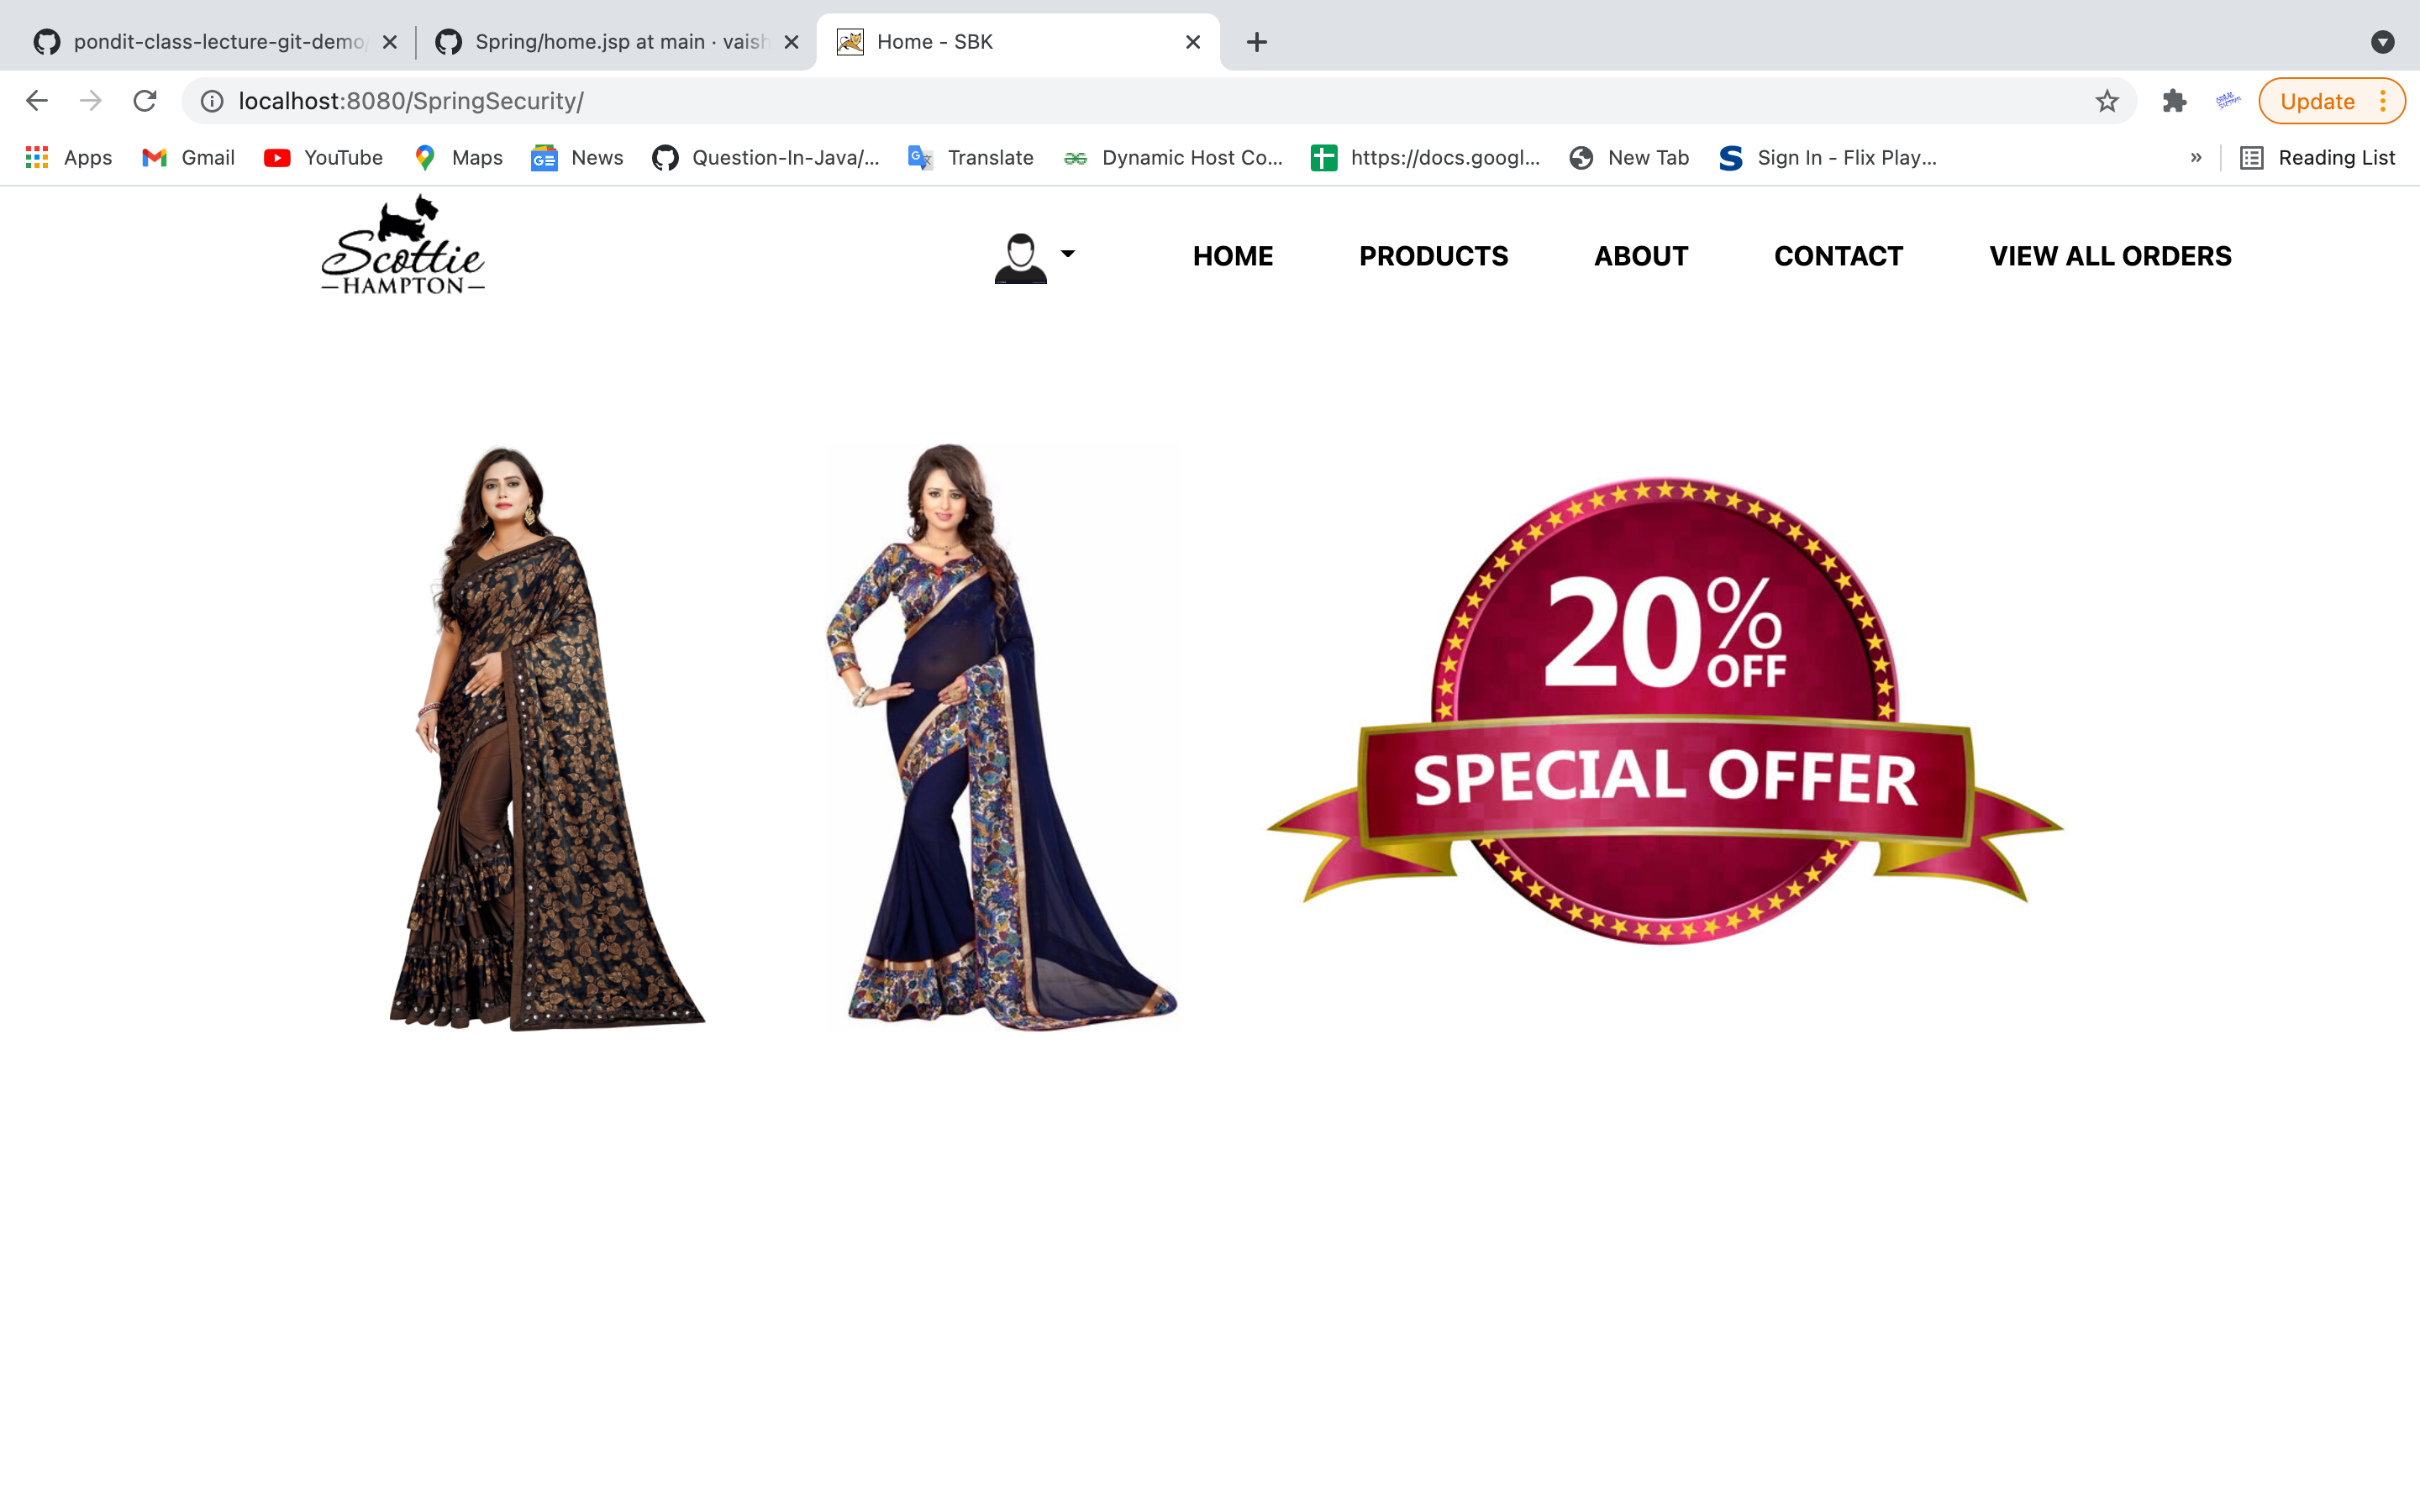 pondit-class-lecture-git-demo/
Spring/home.jsp at main · vaish
Home - SBK
localhost:8080/SpringSecurity/
Update
Apps
Gmail
YouTube
Maps
News
Question-In-Java/...
Translate
Dynamic Host Co...
https://docs.googl...
New Tab
Sign In - Flix Play...
»
Reading List
Scottie
HAMPTON
HOME
PRODUCTS
ABOUT
CONTACT
VIEW ALL ORDERS
20%
OFF
SPECIAL OFFER